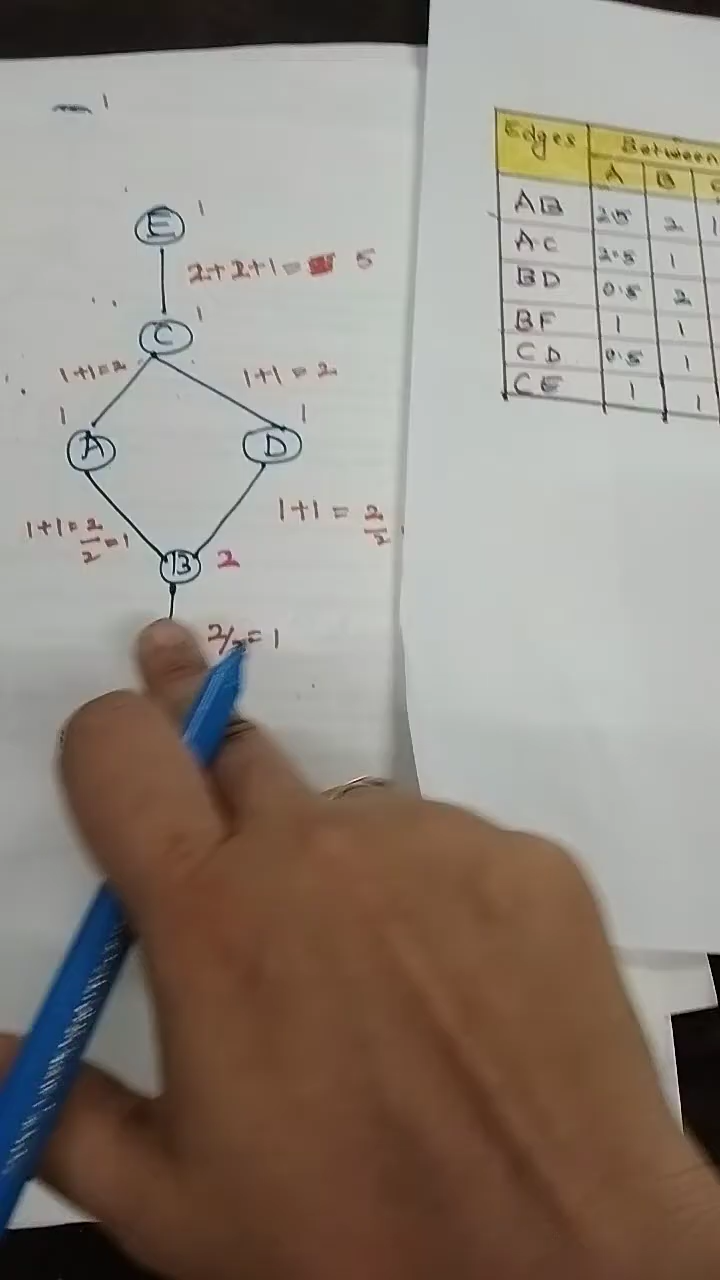 1
E 1
2+2+1= 5
C 1
1+1=2 1+1 = 2
1 1
A D
1+1=2/2=1 1+1 = 2/2
B 2
2/2=1
Edges Between
A B
AB 2.5 2 1
AC 2.5 1
BD 0.5 2
BF 1 1
CD 0.5 1
CE 1 1